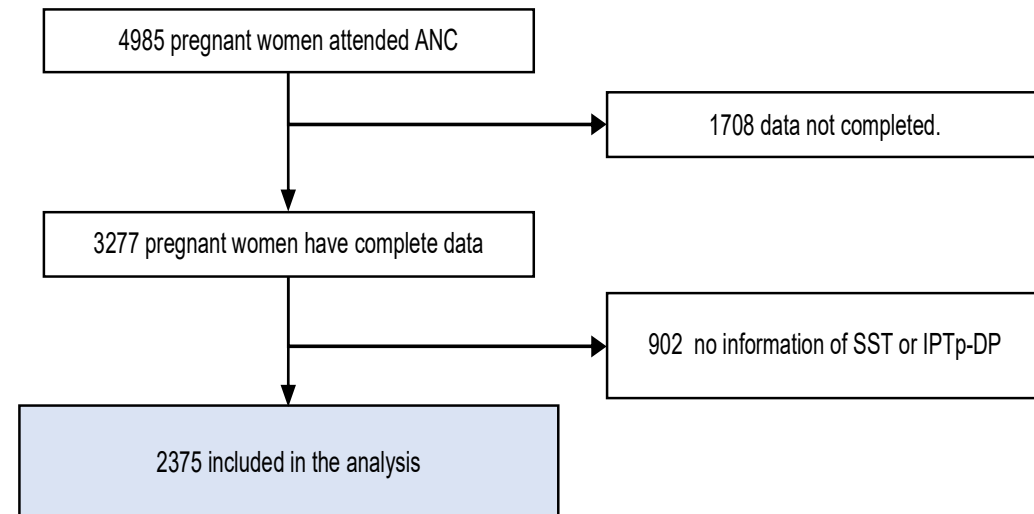 4985 pregnant women attended ANC
1708 data not completed.
3277 pregnant women have complete data
902 no information of SST or IPTp-DP
2375 included in the analysis